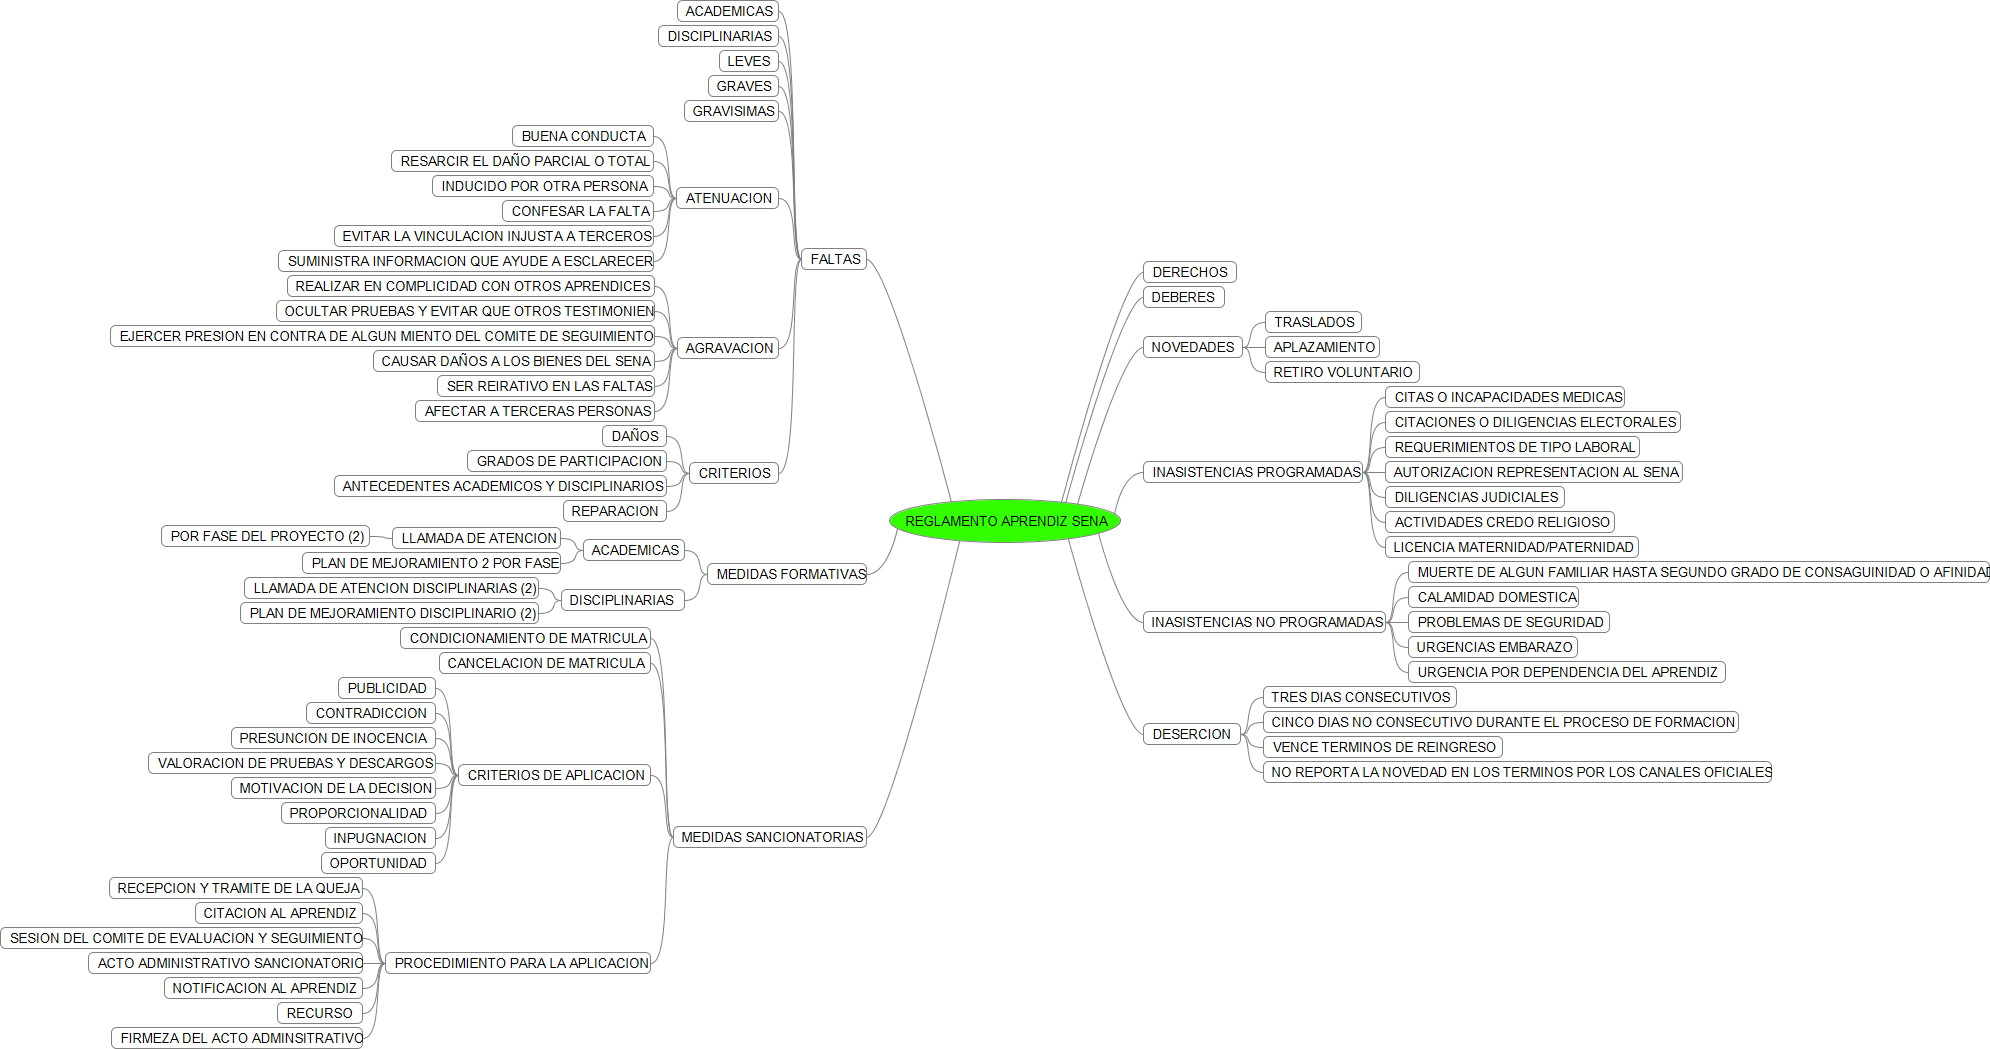 ACADEMICAS
DISCIPLINARIAS
LEVES
GRAVES
GRAVISIMAS
BUENA CONDUCTA
RESARCIR EL DAÑO PARCIAL O TOTAL
INDUCIDO POR OTRA PERSONA
CONFESAR LA FALTA
EVITAR LA VINCULACION INJUSTA A TERCEROS
SUMINISTRA INFORMACION QUE AYUDE A ESCLARECER
ATENUACION
REALIZAR EN COMPLICIDAD CON OTROS APRENDICES
OCULTAR PRUEBAS Y EVITAR QUE OTROS TESTIMONIEN
EJERCER PRESION EN CONTRA DE ALGUN MIENTO DEL COMITE DE SEGUIMIENTO
CAUSAR DAÑOS A LOS BIENES DEL SENA
SER REIRATIVO EN LAS FALTAS
AFECTAR A TERCERAS PERSONAS
AGRAVACION
DAÑOS
GRADOS DE PARTICIPACION
ANTECEDENTES ACADEMICOS Y DISCIPLINARIOS
REPARACION
CRITERIOS
FALTAS
POR FASE DEL PROYECTO (2)
LLAMADA DE ATENCION
PLAN DE MEJORAMIENTO 2 POR FASE
ACADEMICAS
LLAMADA DE ATENCION DISCIPLINARIAS (2)
PLAN DE MEJORAMIENTO DISCIPLINARIO (2)
DISCIPLINARIAS
MEDIDAS FORMATIVAS
CONDICIONAMIENTO DE MATRICULA
CANCELACION DE MATRICULA
PUBLICIDAD
CONTRADICCION
PRESUNCION DE INOCENCIA
VALORACION DE PRUEBAS Y DESCARGOS
MOTIVACION DE LA DECISION
PROPORCIONALIDAD
INPUGNACION
OPORTUNIDAD
CRITERIOS DE APLICACION
RECEPCION Y TRAMITE DE LA QUEJA
CITACION AL APRENDIZ
SESION DEL COMITE DE EVALUACION Y SEGUIMIENTO
ACTO ADMINISTRATIVO SANCIONATORIO
NOTIFICACION AL APRENDIZ
RECURSO
FIRMEZA DEL ACTO ADMINSITRATIVO
PROCEDIMIENTO PARA LA APLICACION
MEDIDAS SANCIONATORIAS
REGLAMENTO APRENDIZ SENA
DERECHOS
DEBERES
NOVEDADES
TRASLADOS
APLAZAMIENTO
RETIRO VOLUNTARIO
INASISTENCIAS PROGRAMADAS
CITAS O INCAPACIDADES MEDICAS
CITACIONES O DILIGENCIAS ELECTORALES
REQUERIMIENTOS DE TIPO LABORAL
AUTORIZACION REPRESENTACION AL SENA
DILIGENCIAS JUDICIALES
ACTIVIDADES CREDO RELIGIOSO
LICENCIA MATERNIDAD/PATERNIDAD
INASISTENCIAS NO PROGRAMADAS
MUERTE DE ALGUN FAMILIAR HASTA SEGUNDO GRADO DE CONSAGUINIDAD O AFINIDAD
CALAMIDAD DOMESTICA
PROBLEMAS DE SEGURIDAD
URGENCIAS EMBARAZO
URGENCIA POR DEPENDENCIA DEL APRENDIZ
DESERCION
TRES DIAS CONSECUTIVOS
CINCO DIAS NO CONSECUTIVO DURANTE EL PROCESO DE FORMACION
VENCE TERMINOS DE REINGRESO
NO REPORTA LA NOVEDAD EN LOS TERMINOS POR LOS CANALES OFICIALES